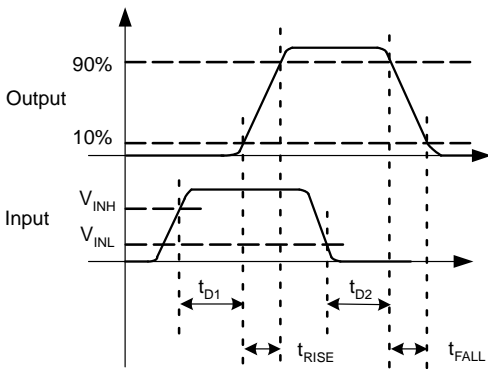 90%
Output
10%
V_INH
Input
V_INL
t_D1
t_D2
t_RISE
t_FALL